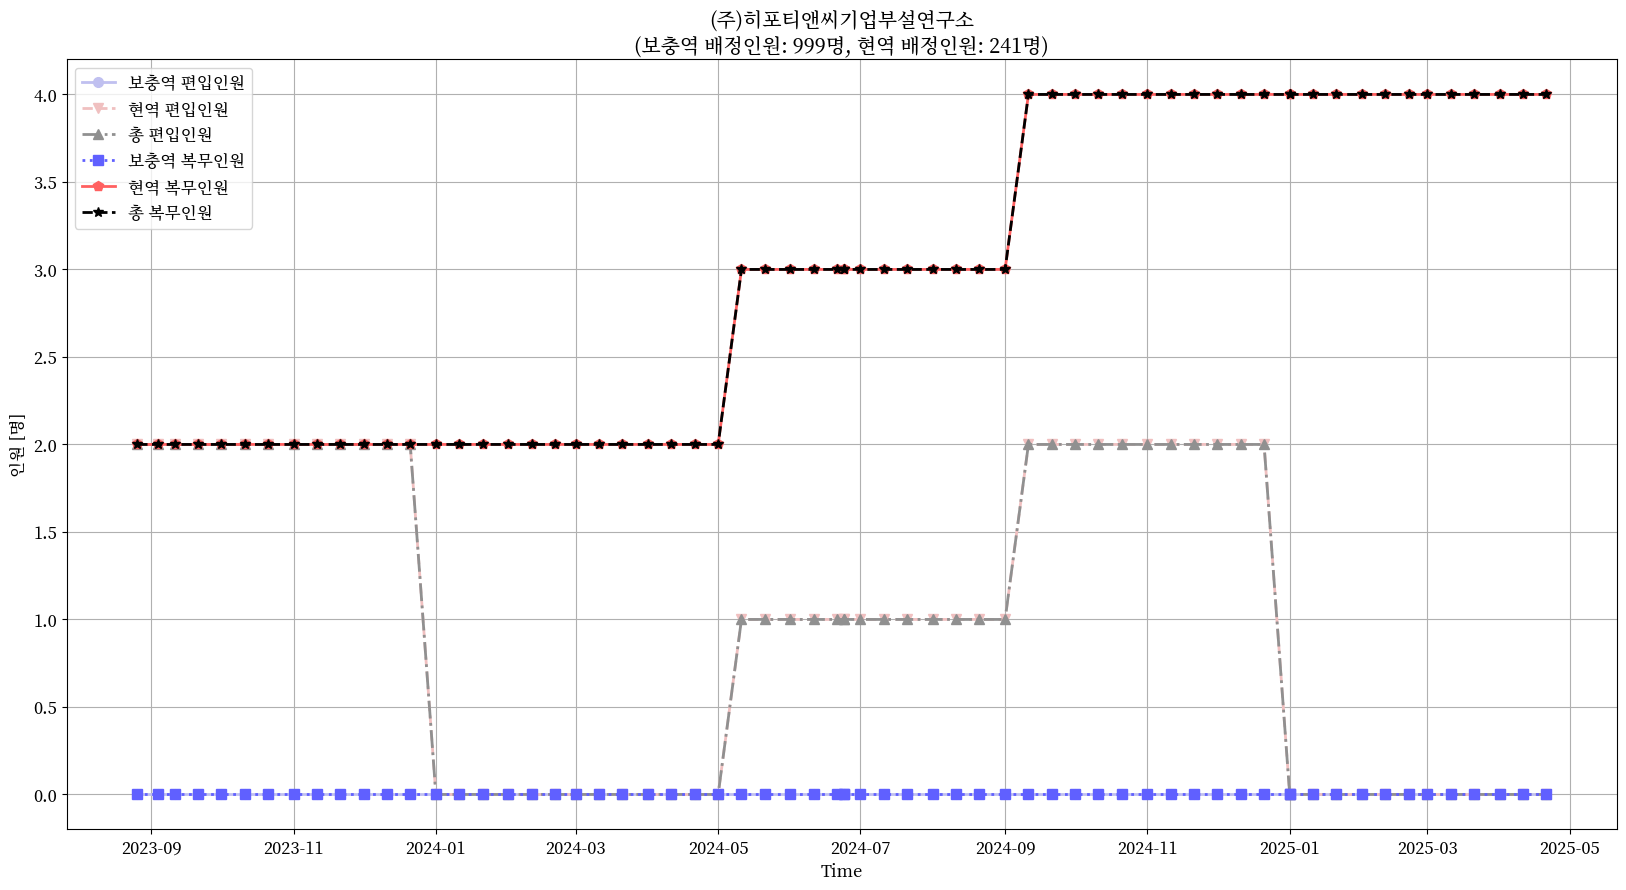 (주)히포티앤씨기업부설연구소
(보충역 배정인원: 999명, 현역 배정인원: 241명)
보충역 편입인원
현역 편입인원
총 편입인원
보충역 복무인원
현역 복무인원
총 복무인원
인원 [명]
4.0
3.5
3.0
2.5
2.0
1.5
1.0
0.5
0.0
2023-09
2023-11
2024-01
2024-03
2024-05
2024-07
2024-09
2024-11
2025-01
2025-03
2025-05
Time